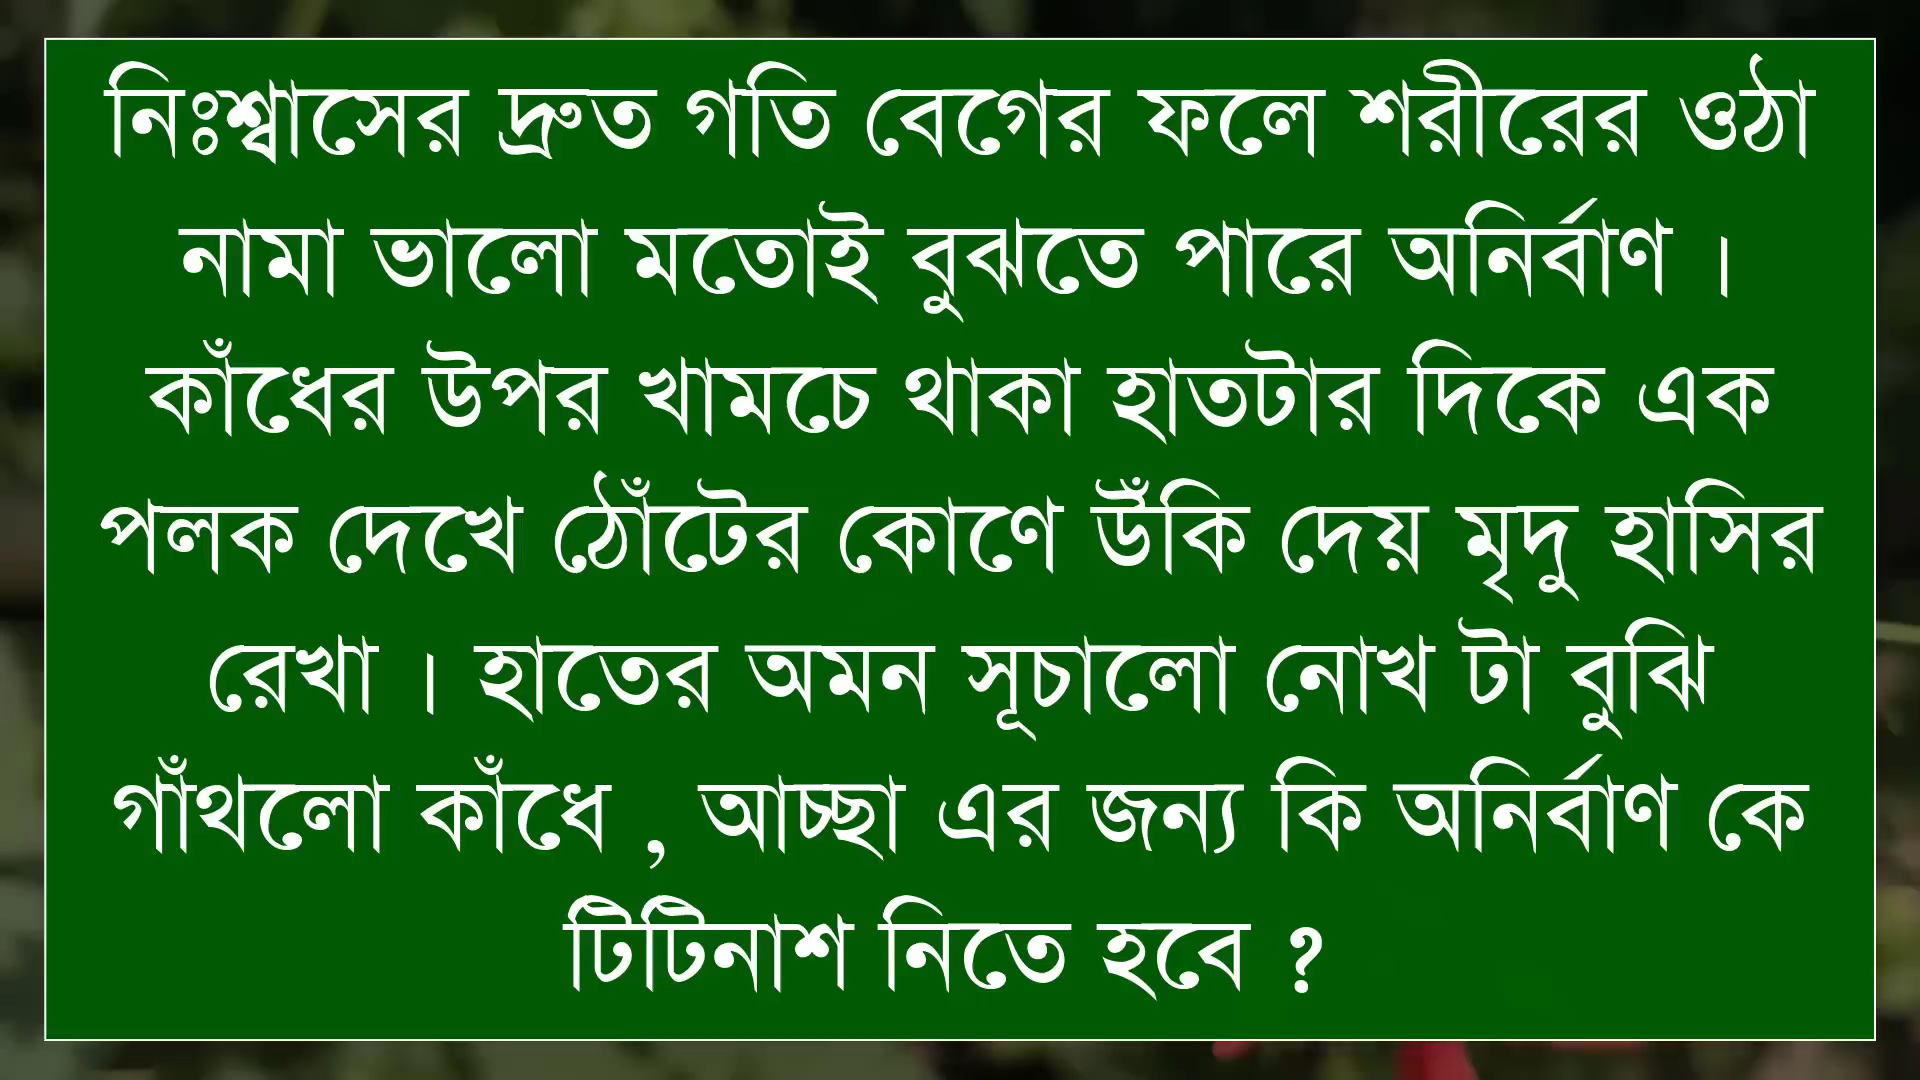 নিঃশ্বাসের দ্রুত গতি বেগের ফলে শরীরের ওঠা
নামা ভালো মতোই বুঝতে পারে অনির্বাণ ।
কাঁধের উপর খামচে থাকা হাতটার দিকে এক
পলক দেখে ঠোঁটের কোণে উঁকি দেয় মৃদু হাসির
রেখা । হাতের অমন সূচালো নোখ টা বুঝি
গাঁথলো কাঁধে , আচ্ছা এর জন্য কি অনির্বাণ কে
টিটিনাশ নিতে হবে ?